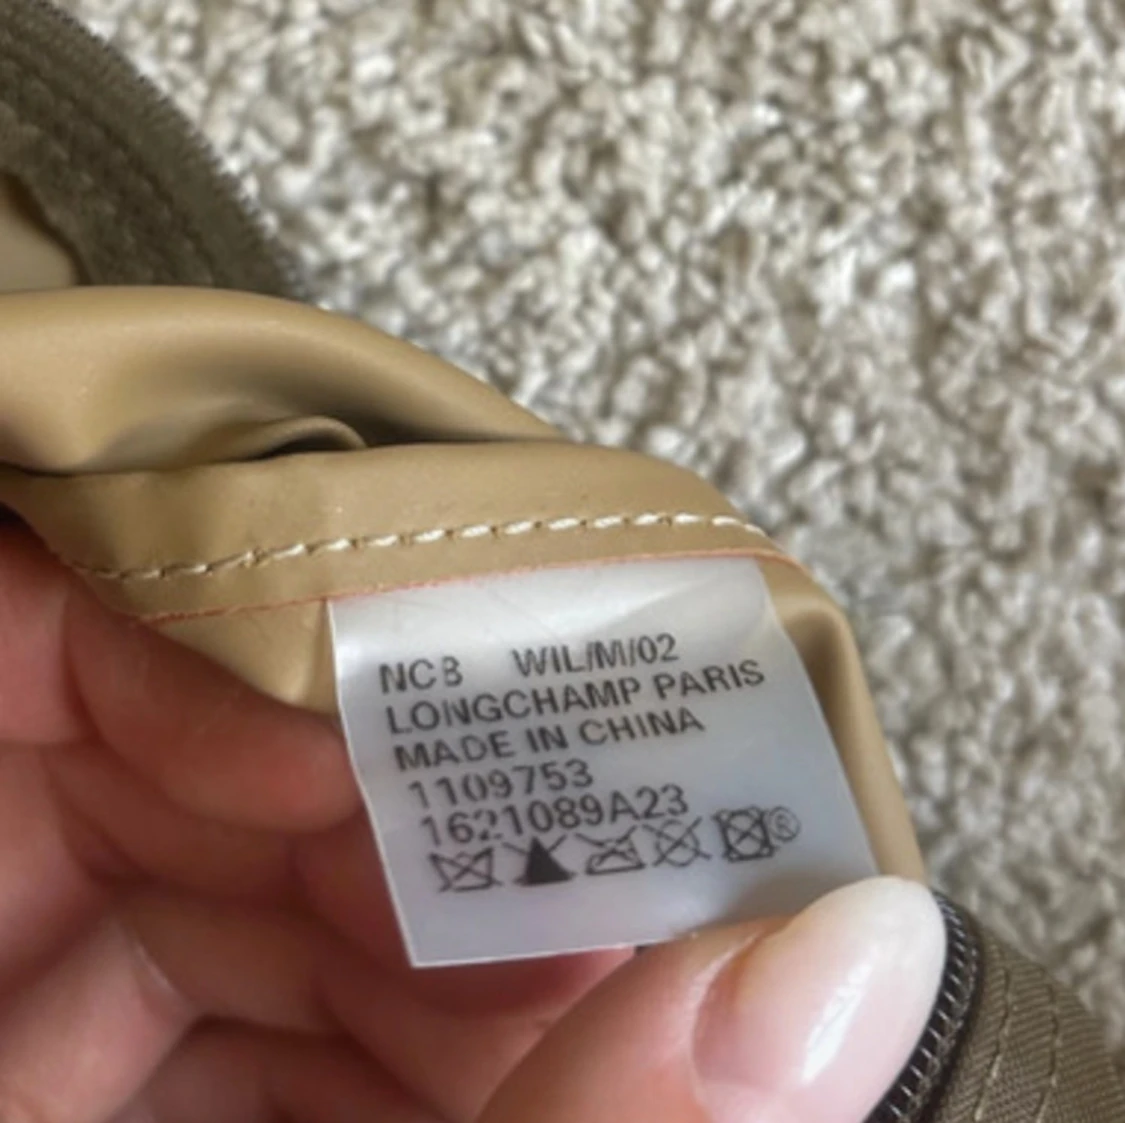 NCB WIL/M/02
LONGCHAMP PARIS
MADE IN CHINA
1109753
1621089A23
®